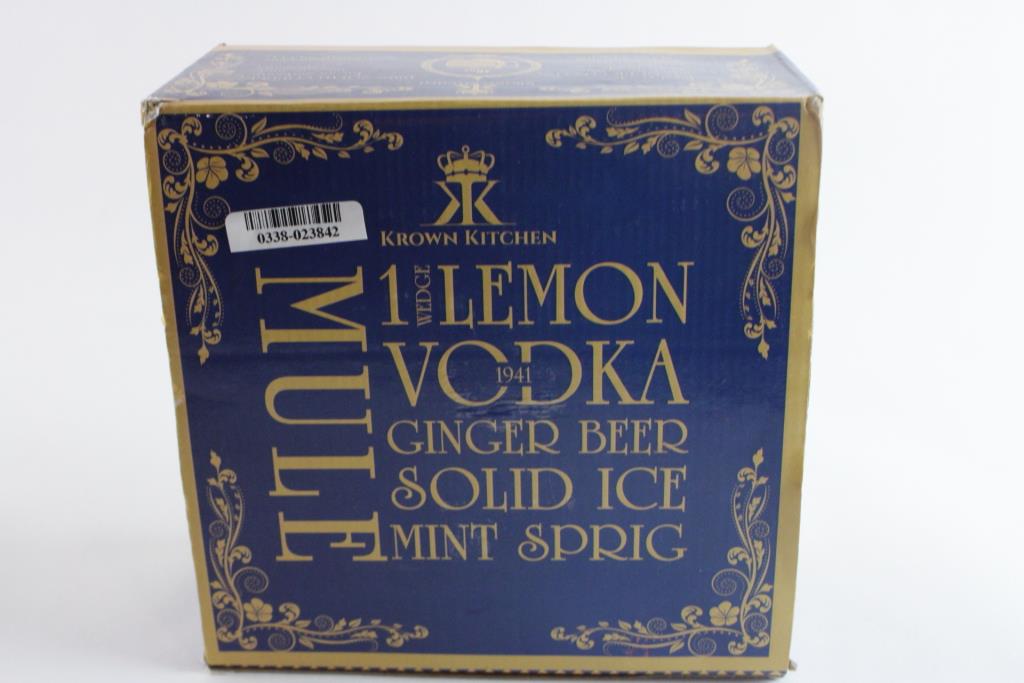 0338-023842
KROWN KITCHEN
MULE
1 WEDGE LEMON
VODKA
1941
GINGER BEER
SOLID ICE
MINT SPRIG